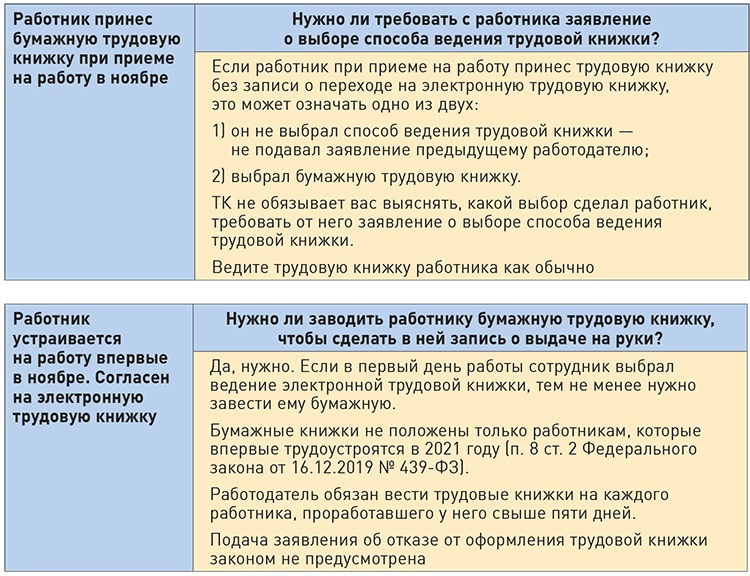 Работник принес
бумажную трудовую
книжку при приеме
на работу в ноябре
Нужно ли требовать с работника заявление
о выборе способа ведения трудовой книжки?
Если работник при приеме на работу принес трудовую книжку
без записи о переходе на электронную трудовую книжку,
это может означать одно из двух:
1) он не выбрал способ ведения трудовой книжки —
не подавал заявление предыдущему работодателю;
2) выбрал бумажную трудовую книжку.
ТК не обязывает вас выяснять, какой выбор сделал работник,
требовать от него заявление о выборе способа ведения
трудовой книжки.
Ведите трудовую книжку работника как обычно
Работник
устраивается
на работу впервые
в ноябре. Согласен
на электронную
трудовую книжку
Нужно ли заводить работнику бумажную трудовую книжку,
чтобы сделать в ней запись о выдаче на руки?
Да, нужно. Если в первый день работы сотрудник выбрал
ведение электронной трудовой книжки, тем не менее нужно
завести ему бумажную.
Бумажные книжки не положены только работникам, которые
впервые трудоустроятся в 2021 году (п. 8 ст. 2 Федерального
закона от 16.12.2019 № 439-ФЗ).
Работодатель обязан вести трудовые книжки на каждого
работника, проработавшего у него свыше пяти дней.
Подача заявления об отказе от оформления трудовой книжки
законом не предусмотрена